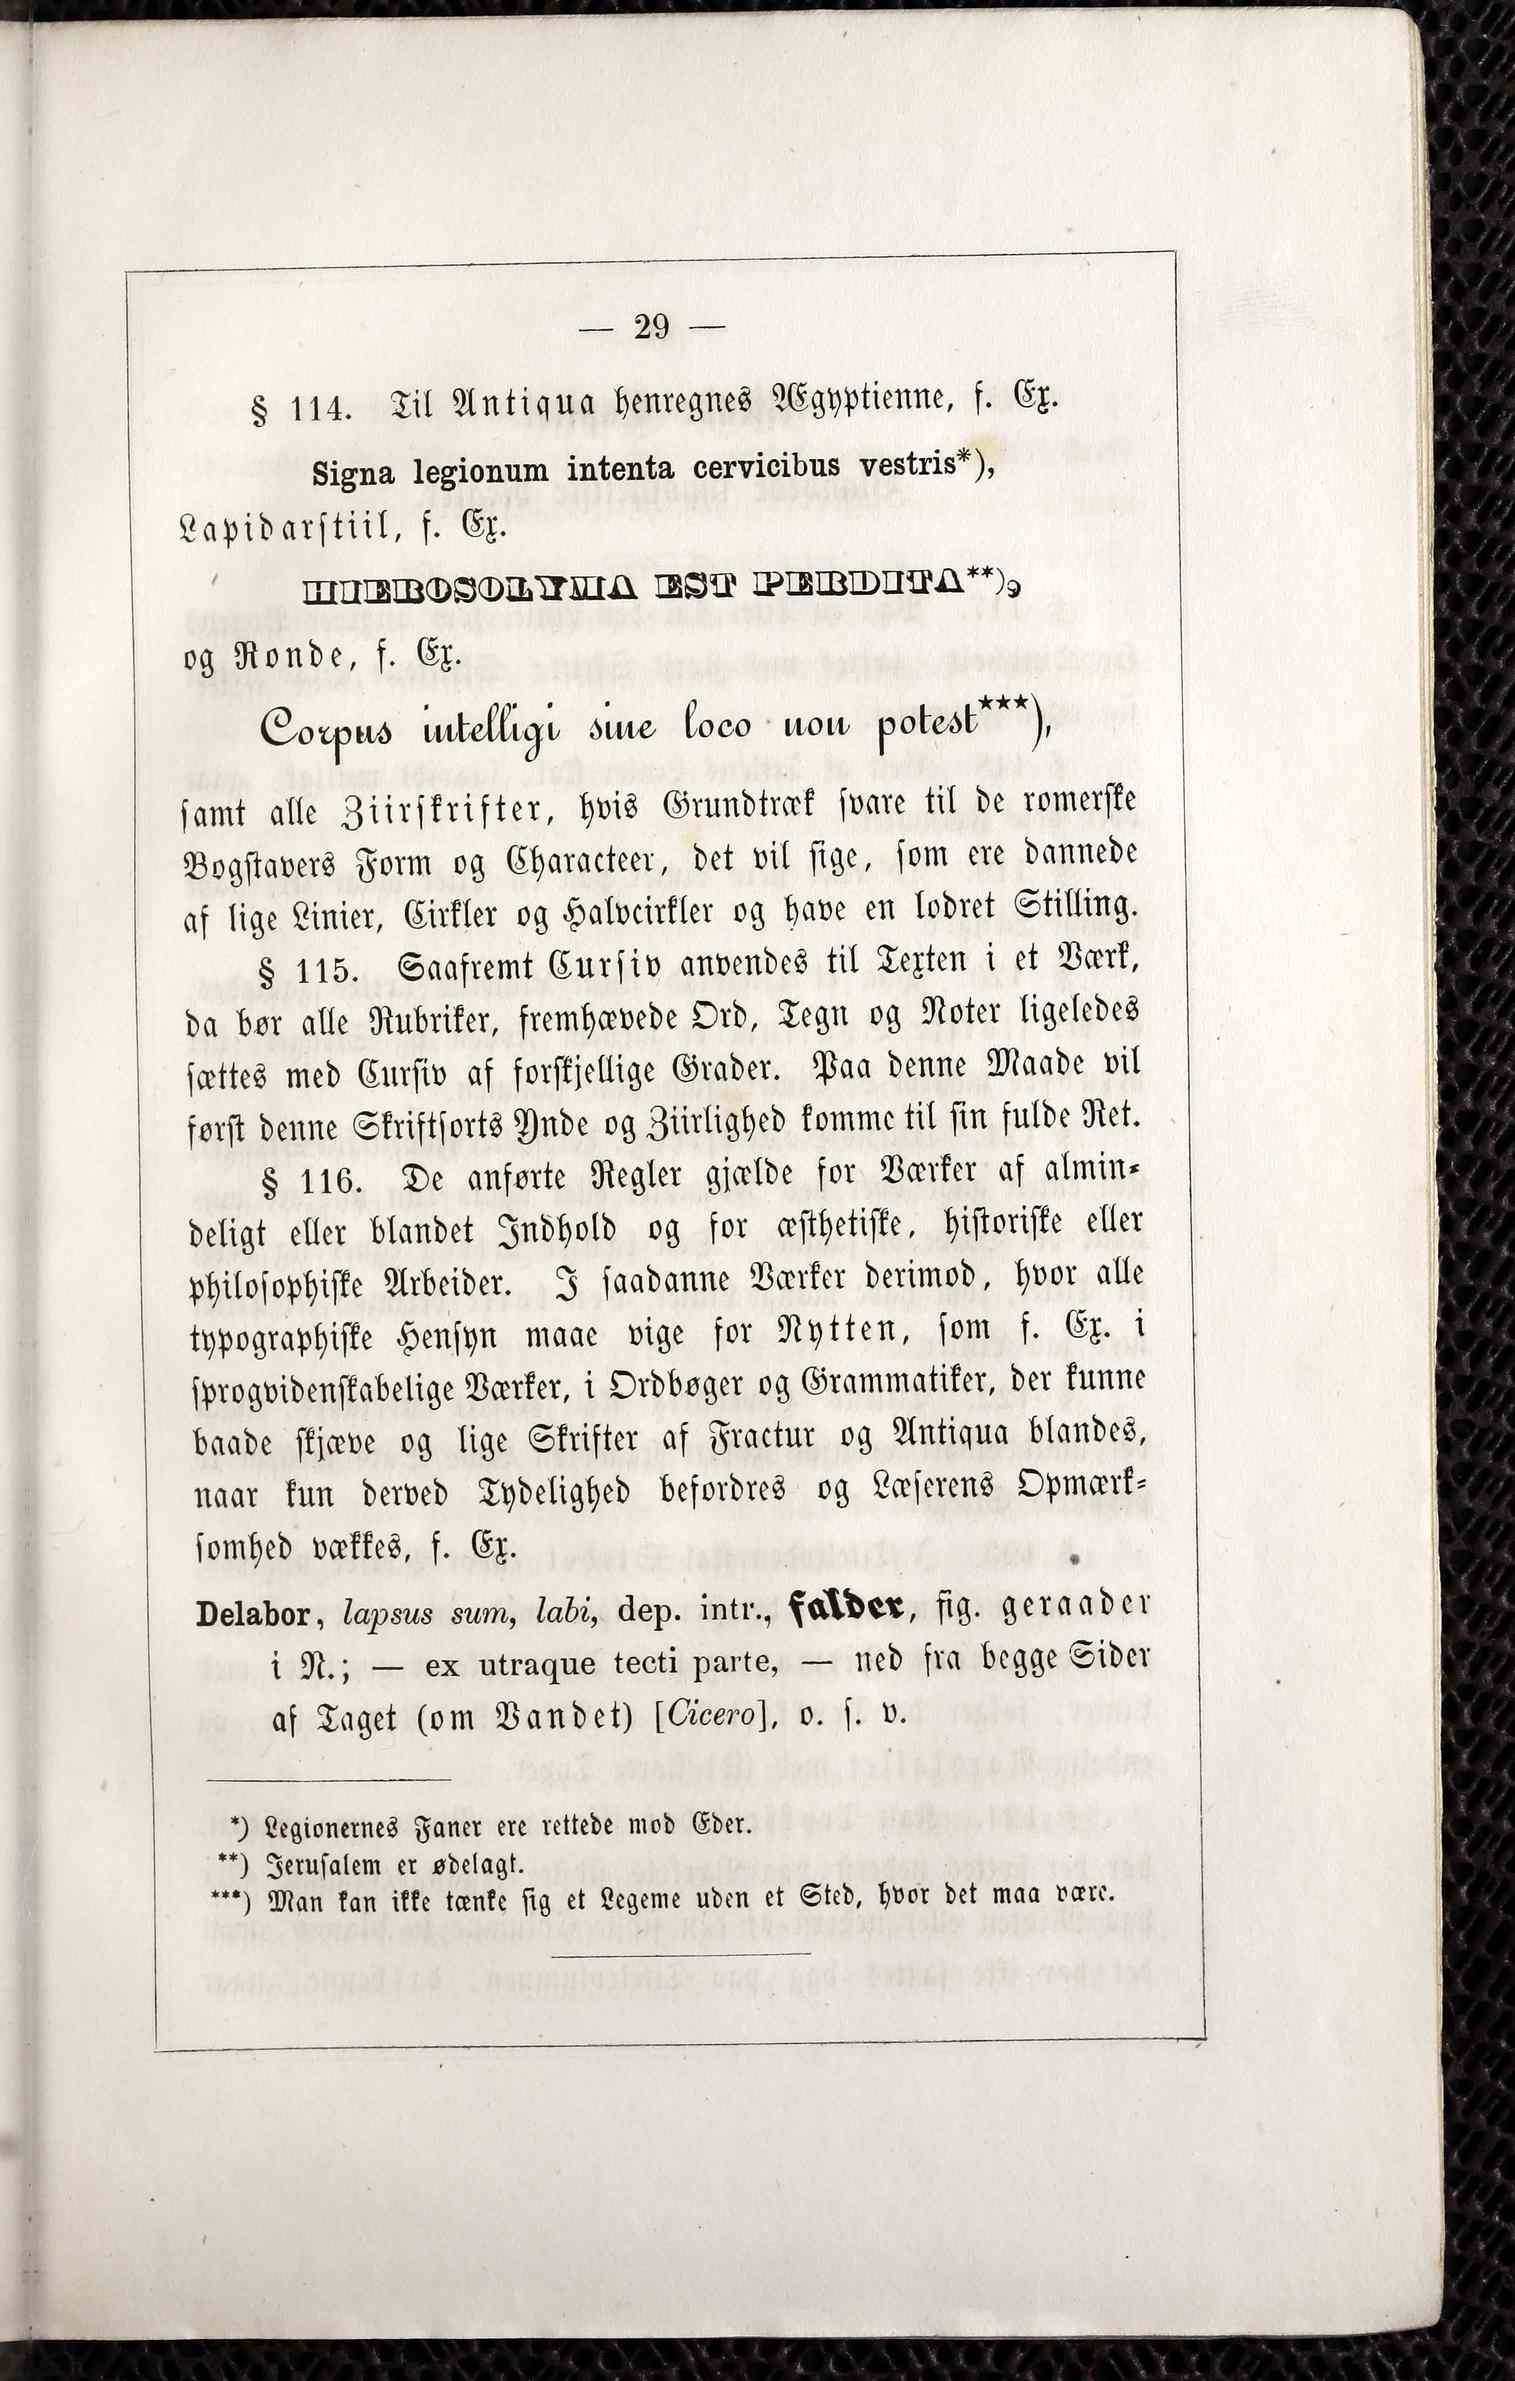 — 29 —
§ 114. Til Antiqua henregnes Ægyptienne, f. Ex.
Signa legionum intenta cervicibus vestris*),
Lapidarstiil, f. Ex.
HIEROSOLYMA EST PERDITA**),
og Ronde, f. Ex.
Corpus intelligi sine loco non potest***),
samt alle Ziirskrifter, hvis Grundtræk svare til de romerske
Bogstavers Form og Characteer, det vil sige, som ere dannede
af lige Linier, Cirkler og Halvcirkler og have en lodret Stilling.
§ 115. Saafremt Cursiv anvendes til Texten i et Værk,
da bør alle Rubriker, fremhævede Ord, Tegn og Noter ligeledes
sættes med Cursiv af forskjellige Grader. Paa denne Maade vil
først denne Skriftsorts Ynde og Ziirlighed komme til sin fulde Ret.
§ 116. De anførte Regler gjælde for Værker af almin-
deligt eller blandet Indhold og for æsthetiske, historiske eller
philosophiske Arbeider. I saadanne Værker derimod, hvor alle
typographiske Hensyn maae vige for Nytten, som f. Ex. i
sprogvidenskabelige Værker, i Ordbøger og Grammatiker, der kunne
baade skjæve og lige Skrifter af Fractur og Antiqua blandes,
naar kun derved Tydelighed befordres og Læserens Opmærk-
somhed vækkes, f. Ex.
Delabor, lapsus sum, labi, dep. intr., falder, fig. geraader
i N.; — ex utraque tecti parte, — ned fra begge Sider
af Taget (om Vandet) [Cicero], o. s. v.
*) Legionernes Faner ere rettede mod Eder.
**) Jerusalem er ødelagt.
***) Man kan ikke tænke sig et Legeme uden et Sted, hvor det maa være.